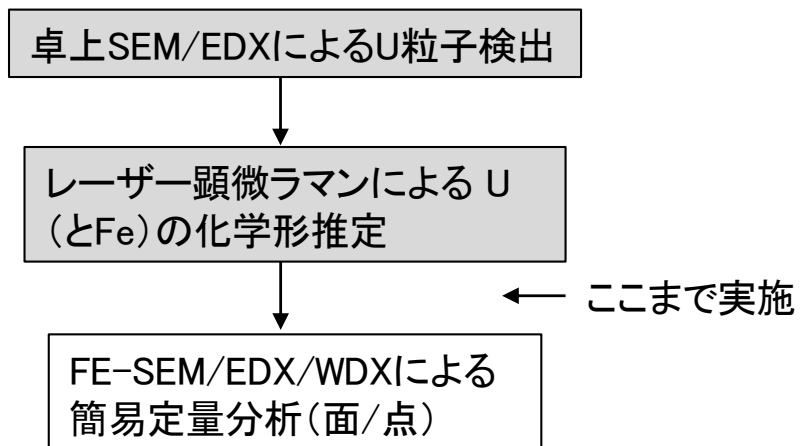 卓上SEM/EDXによるU粒子検出
レーザー顕微ラマンによる U
(とFe)の化学形推定
ここまで実施
FE-SEM/EDX/WDXによる
簡易定量分析(面/点)